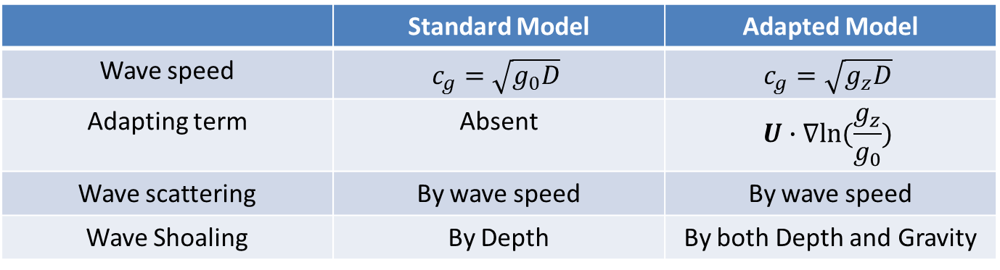 Standard Model Adapted Model
Wave speed c_g = √(g_0 D) c_g = √(g_z D)
Adapting term Absent U · ∇ln(g_z/g_0)
Wave scattering By wave speed By wave speed
Wave Shoaling By Depth By both Depth and Gravity